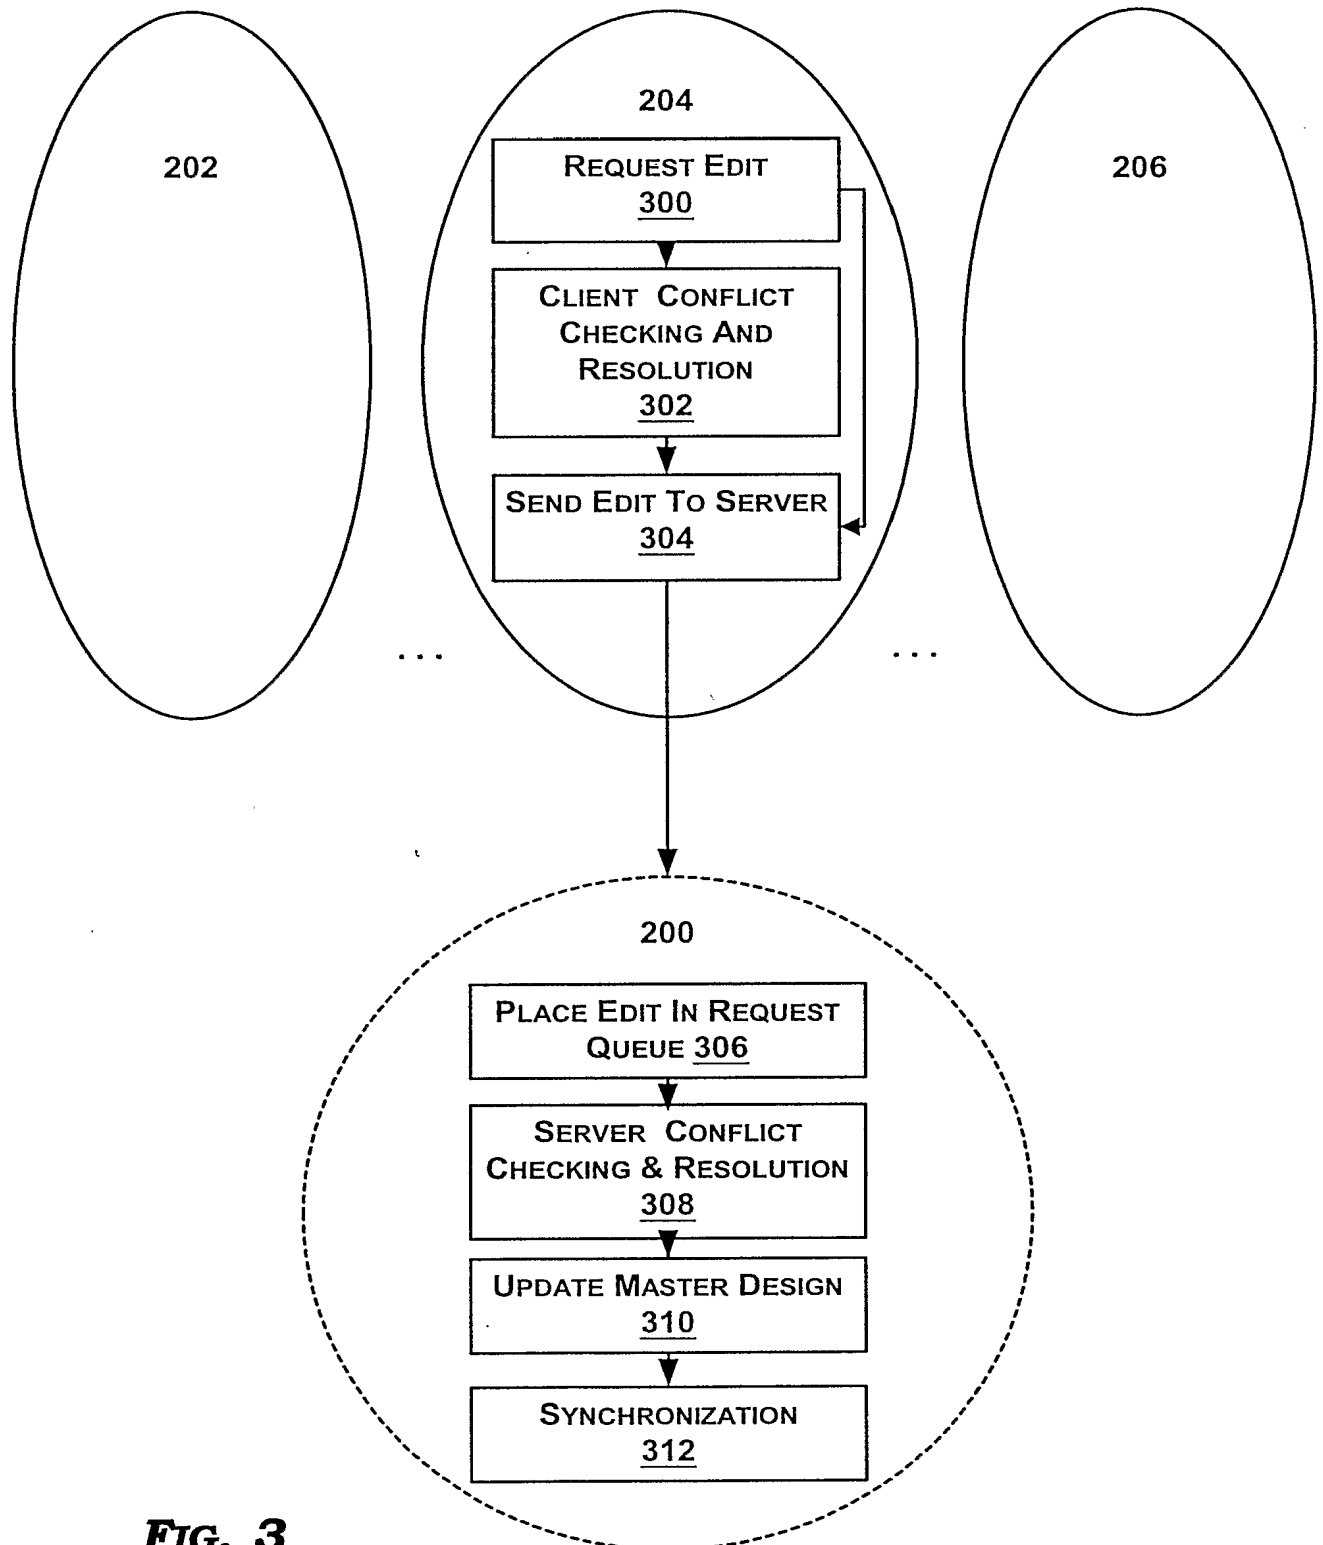 204
202
206
REQUEST EDIT
300
CLIENT CONFLICT
CHECKING AND
RESOLUTION
302
SEND EDIT TO SERVER
304
... ...
200
PLACE EDIT IN REQUEST
QUEUE 306
SERVER CONFLICT
CHECKING & RESOLUTION
308
UPDATE MASTER DESIGN
310
SYNCHRONIZATION
312
FIG. 3